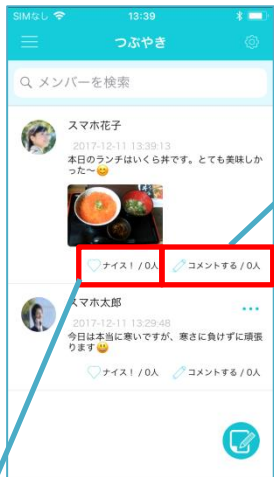 SIMなし 13:39
つぶやき
メンバーを検索
スマホ花子
2017-12-11 13:39:13
本日のランチはいくら丼です。とても美味しか
った〜😀
ナイス! / 0人 コメントする / 0人
スマホ太郎
2017-12-11 13:29:48
今日は本当に寒いですが、寒さに負けずに頑張
ります😀
ナイス! / 0人 コメントする / 0人